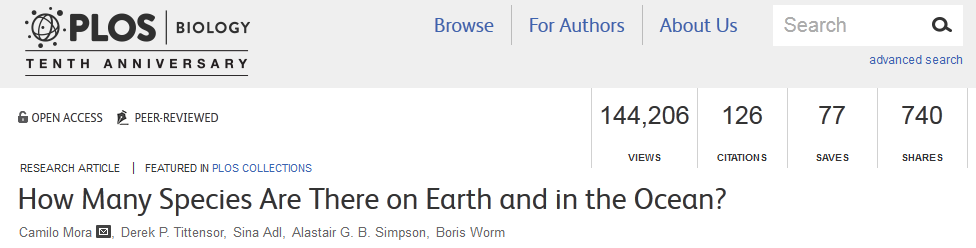 PLOS BIOLOGY
TENTH ANNIVERSARY
Browse For Authors About Us Search
advanced search
OPEN ACCESS PEER-REVIEWED
144,206 126 77 740
VIEWS CITATIONS SAVES SHARES
RESEARCH ARTICLE | FEATURED IN PLOS COLLECTIONS
How Many Species Are There on Earth and in the Ocean?
Camilo Mora , Derek P. Tittensor, Sina Adl, Alastair G. B. Simpson, Boris Worm